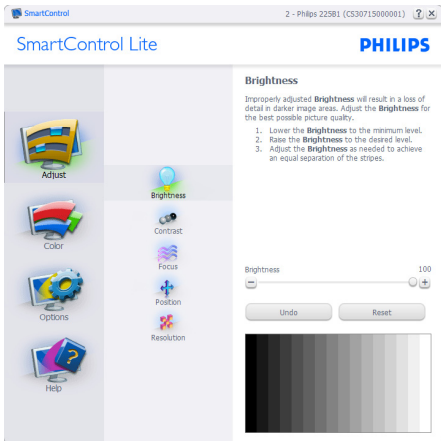 SmartControl
2 - Philips 225B1 (CS30715000001)
SmartControl Lite
PHILIPS
Adjust
Color
Options
Help
Brightness
Contrast
Focus
Position
Resolution
Brightness
Improperly adjusted Brightness will result in a loss of
detail in darker image areas. Adjust the Brightness for
the best possible picture quality.
1. Lower the Brightness to the minimum level.
2. Raise the Brightness to the desired level.
3. Adjust the Brightness as needed to achieve
an equal separation of the stripes.
Brightness 100
Undo Reset